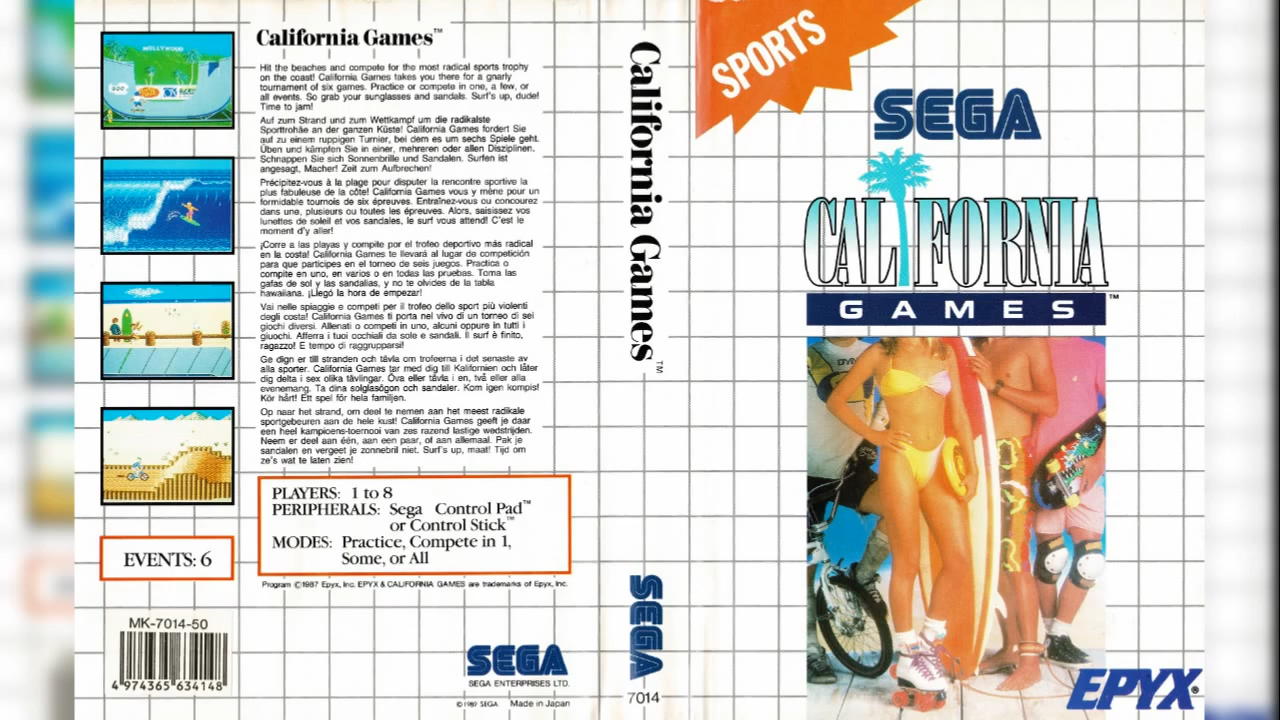 HOLLYWOOD
California Games™
Hit the beaches and compete for the most radical sports trophy
on the coast! California Games takes you there for a gnarly
tournament of six games. Practice or compete in one, a few, or
all events. So grab your sunglasses and sandals. Surf's up, dude!
Time to jam!
Auf zum Strand und zum Wettkampf um die radikalste
Sporttrohäe an der ganzen Küste! California Games fordert Sie
auf zu einem ruppigen Turnier, bei dem es um sechs Spiele geht.
Üben und kämpfen Sie in einer, mehreren oder allen Disziplinen.
Schnappen Sie sich Sonnenbrille und Sandalen. Surfen ist
angesagt, Macher! Zeit zum Aufbrechen!
Précipitez-vous à la plage pour disputer la rencontre sportive la
plus fabuleuse de la côte! California Games vous y mène pour un
formidable tournois de six épreuves. Entraînez-vous ou concourez
dans une, plusieurs ou toutes les épreuves. Alors, saisissez vos
lunettes de soleil et vos sandales, le surf vous attend! C'est le
moment d'y aller!
¡Corre a las playas y compite por el trofeo deportivo más radical
en la costa! California Games te llevará al lugar de competición
para que participes en el torneo de seis juegos. Practica o
compite en uno, en varios o en todas las pruebas. Toma las
gafas de sol y las sandalias, y no te olvides de la tabla
hawaiiana. ¡Llegó la hora de empezar!
Vai nelle spiaggie e competi per il trofeo dello sport più violenti
degli costa! California Games ti porta nel vivo di un torneo di sei
giochi diversi. Allenati o competi in uno, alcuni oppure in tutti i
giuochi. Afferra i tuoi occhiali da sole e sandali. Il surf è finito,
ragazzo! E tempo di raggrupparsi!
Ge dign er till stranden och tävla om trofeerna i det senaste av
alla sporter. California Games tar med dig till Kalifornien och låter
dig delta i sex olika tävlingar. Öva eller tävla i en, två eller alla
evenemang. Ta dina solglasögon och sandaler. Kom igen kompis!
Kör hårt! Ett spel för hela familjen.
Op naar het strand, om deel te nemen aan het meest radikale
sportgebeuren aan de hele kust! California Games geeft je daar
een heel kampioens-toernooi van zes razend lastige wedstrijden.
Neem er deel aan één, aan een paar, of aan allemaal. Pak je
sandalen en vergeet je zonnebril niet. Surf's up, maat! Tijd om
ze's wat te laten zien!
PLAYERS: 1 to 8
PERIPHERALS: Sega Control Pad™
or Control Stick™
MODES: Practice, Compete in 1,
Some, or All
EVENTS: 6
Program ©1987 Epyx, Inc. EPYX & CALIFORNIA GAMES are trademarks of Epyx, Inc.
MK-7014-50
4 974365 634148
SEGA
SEGA ENTERPRISES LTD.
© 1989 SEGA Made in Japan
California Games™
SEGA
7014
SPORTS
SEGA
CALIFORNIA
GAMES™
EPYX®